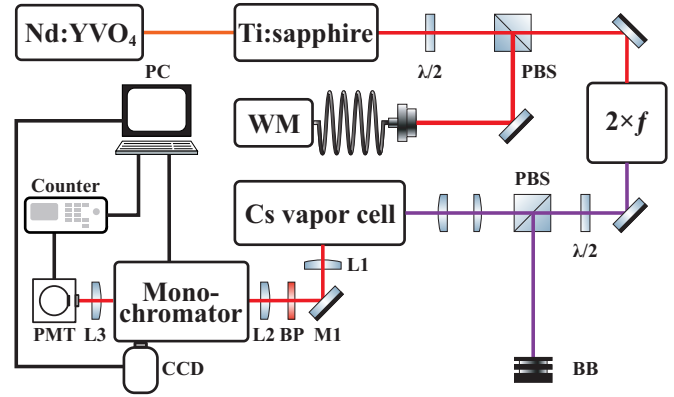 Nd:YVO₄
Ti:sapphire
λ/2
PBS
PC
WM
2×f
Counter
Cs vapor cell
PBS
λ/2
L1
Mono-
chromator
PMT
L3
L2
BP
M1
CCD
BB